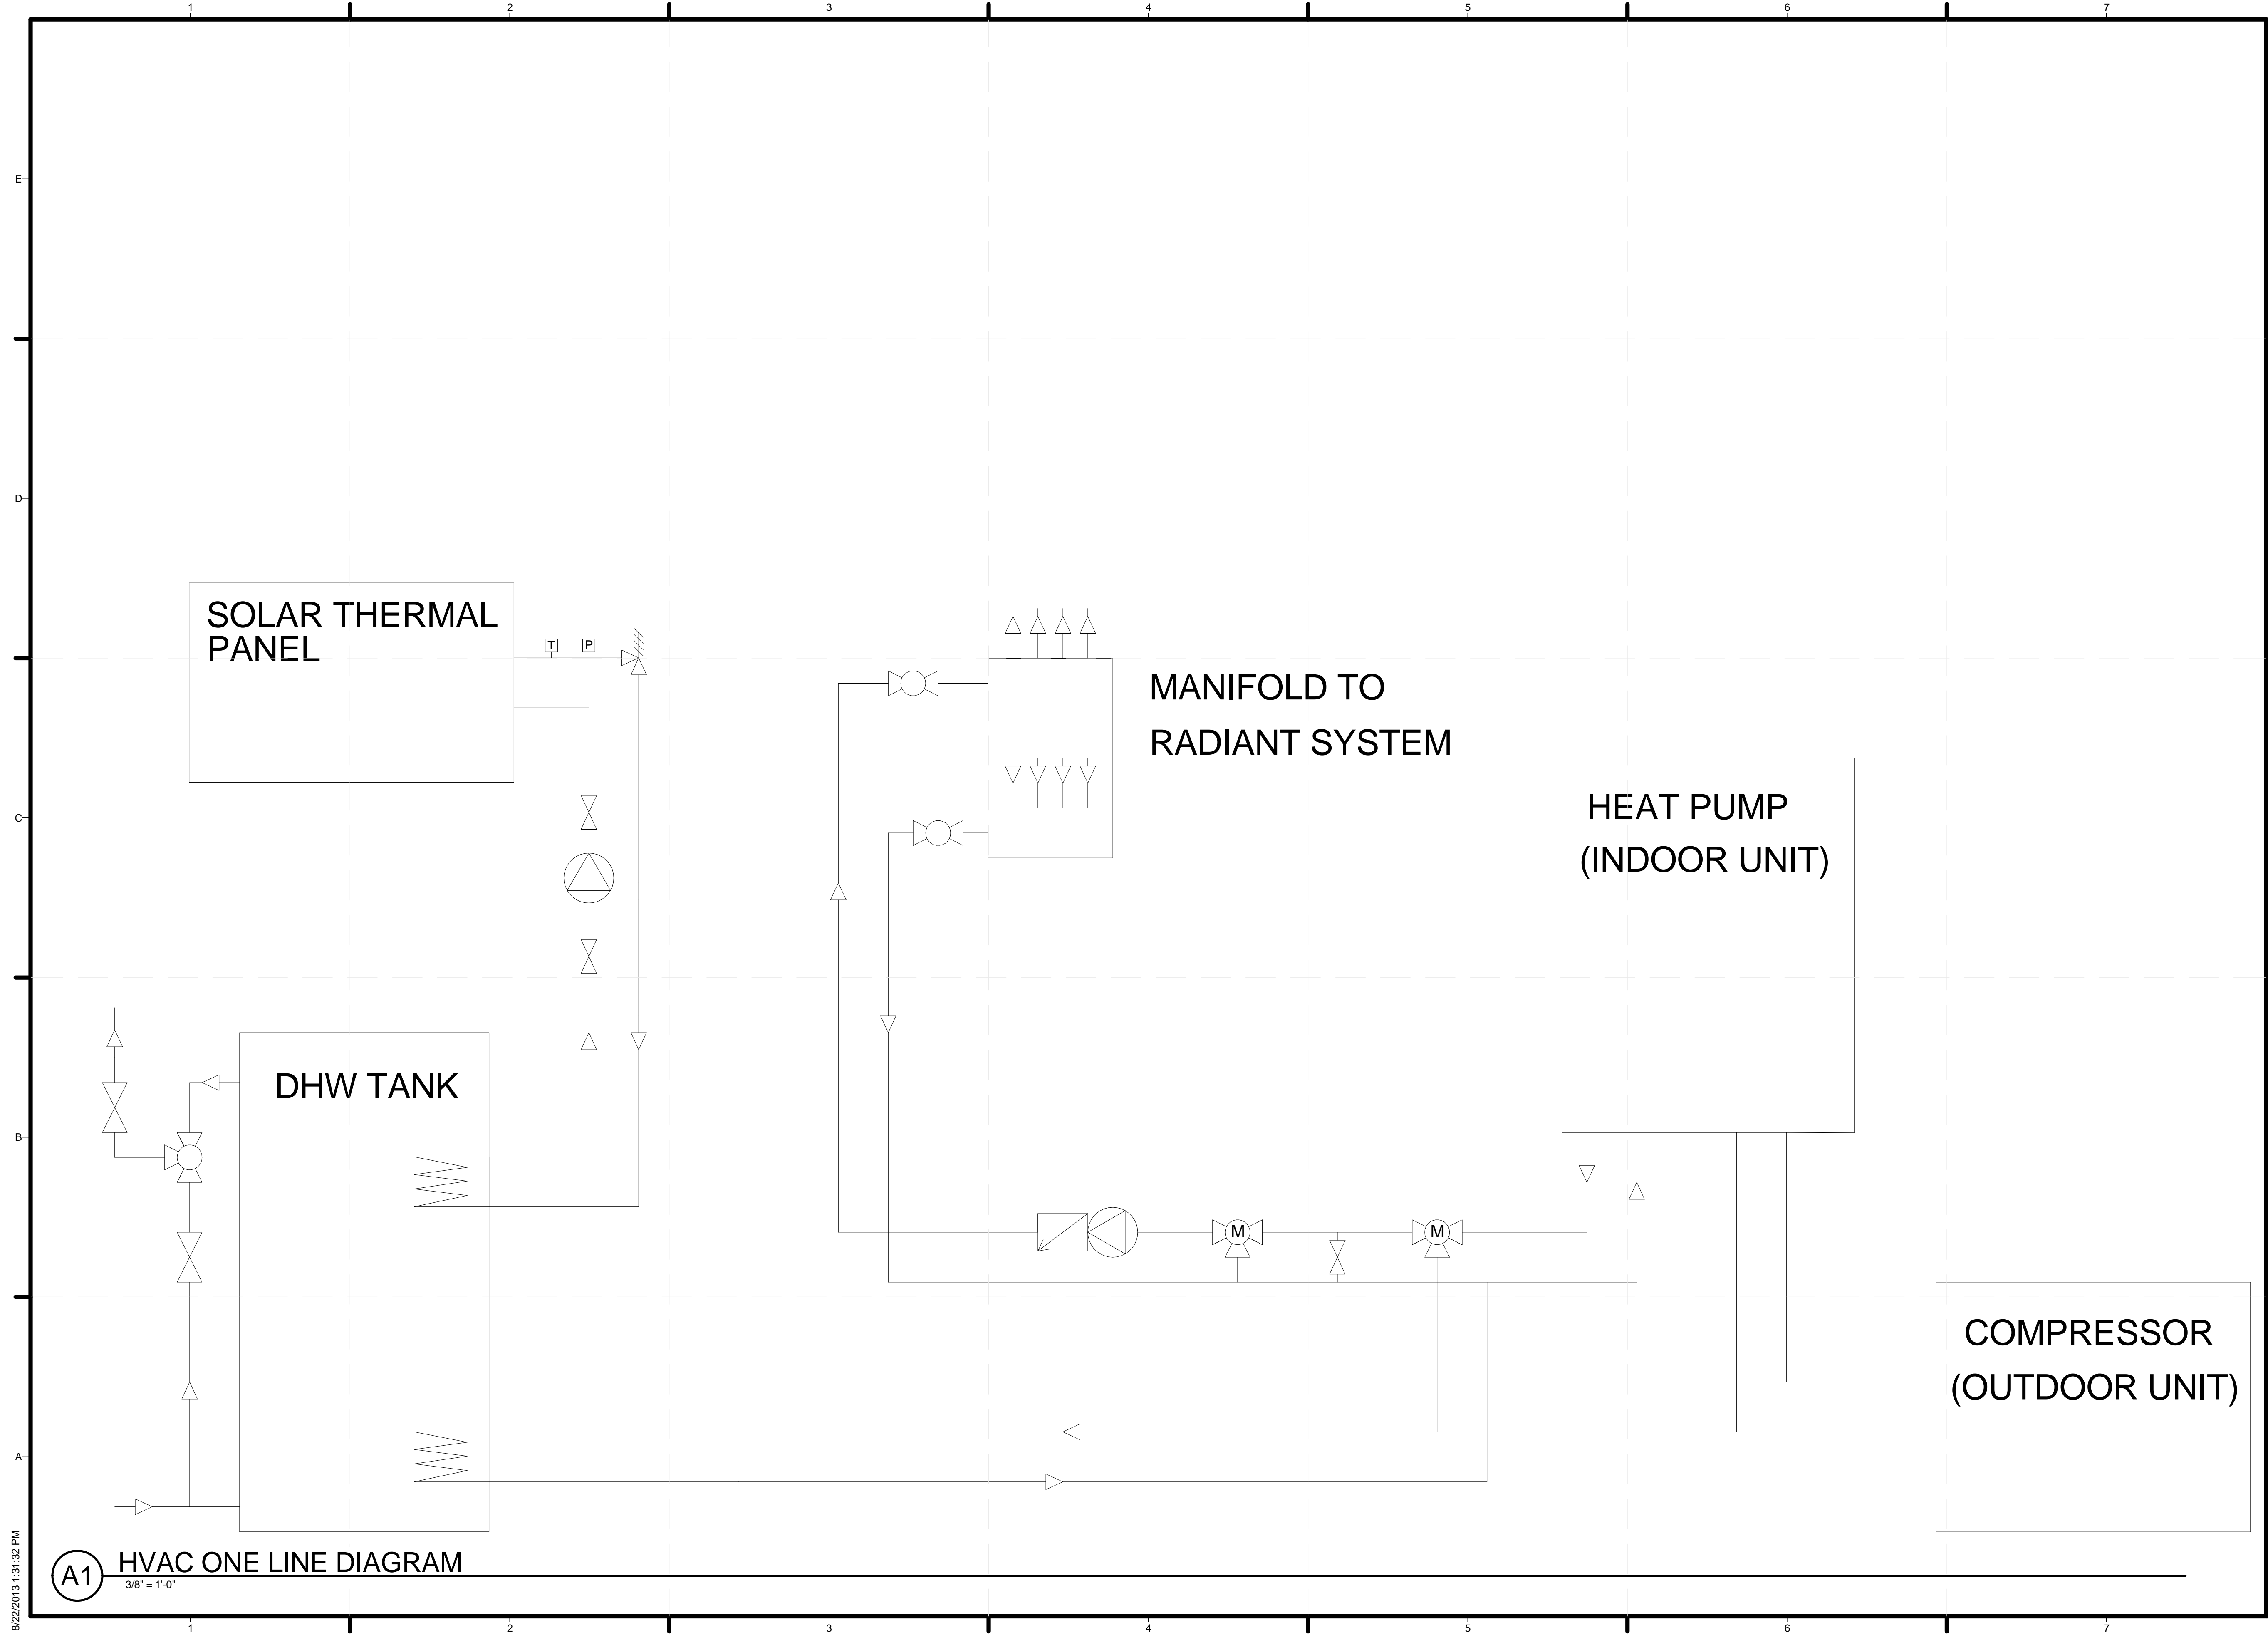 1 2 3 4 5 6 7
E
D
SOLAR THERMAL
PANEL
T P
MANIFOLD TO
RADIANT SYSTEM
C
HEAT PUMP
(INDOOR UNIT)
DHW TANK
B
M M
COMPRESSOR
(OUTDOOR UNIT)
A
A1 HVAC ONE LINE DIAGRAM
3/8" = 1'-0"
8/22/2013 1:31:32 PM
1 2 3 4 5 6 7